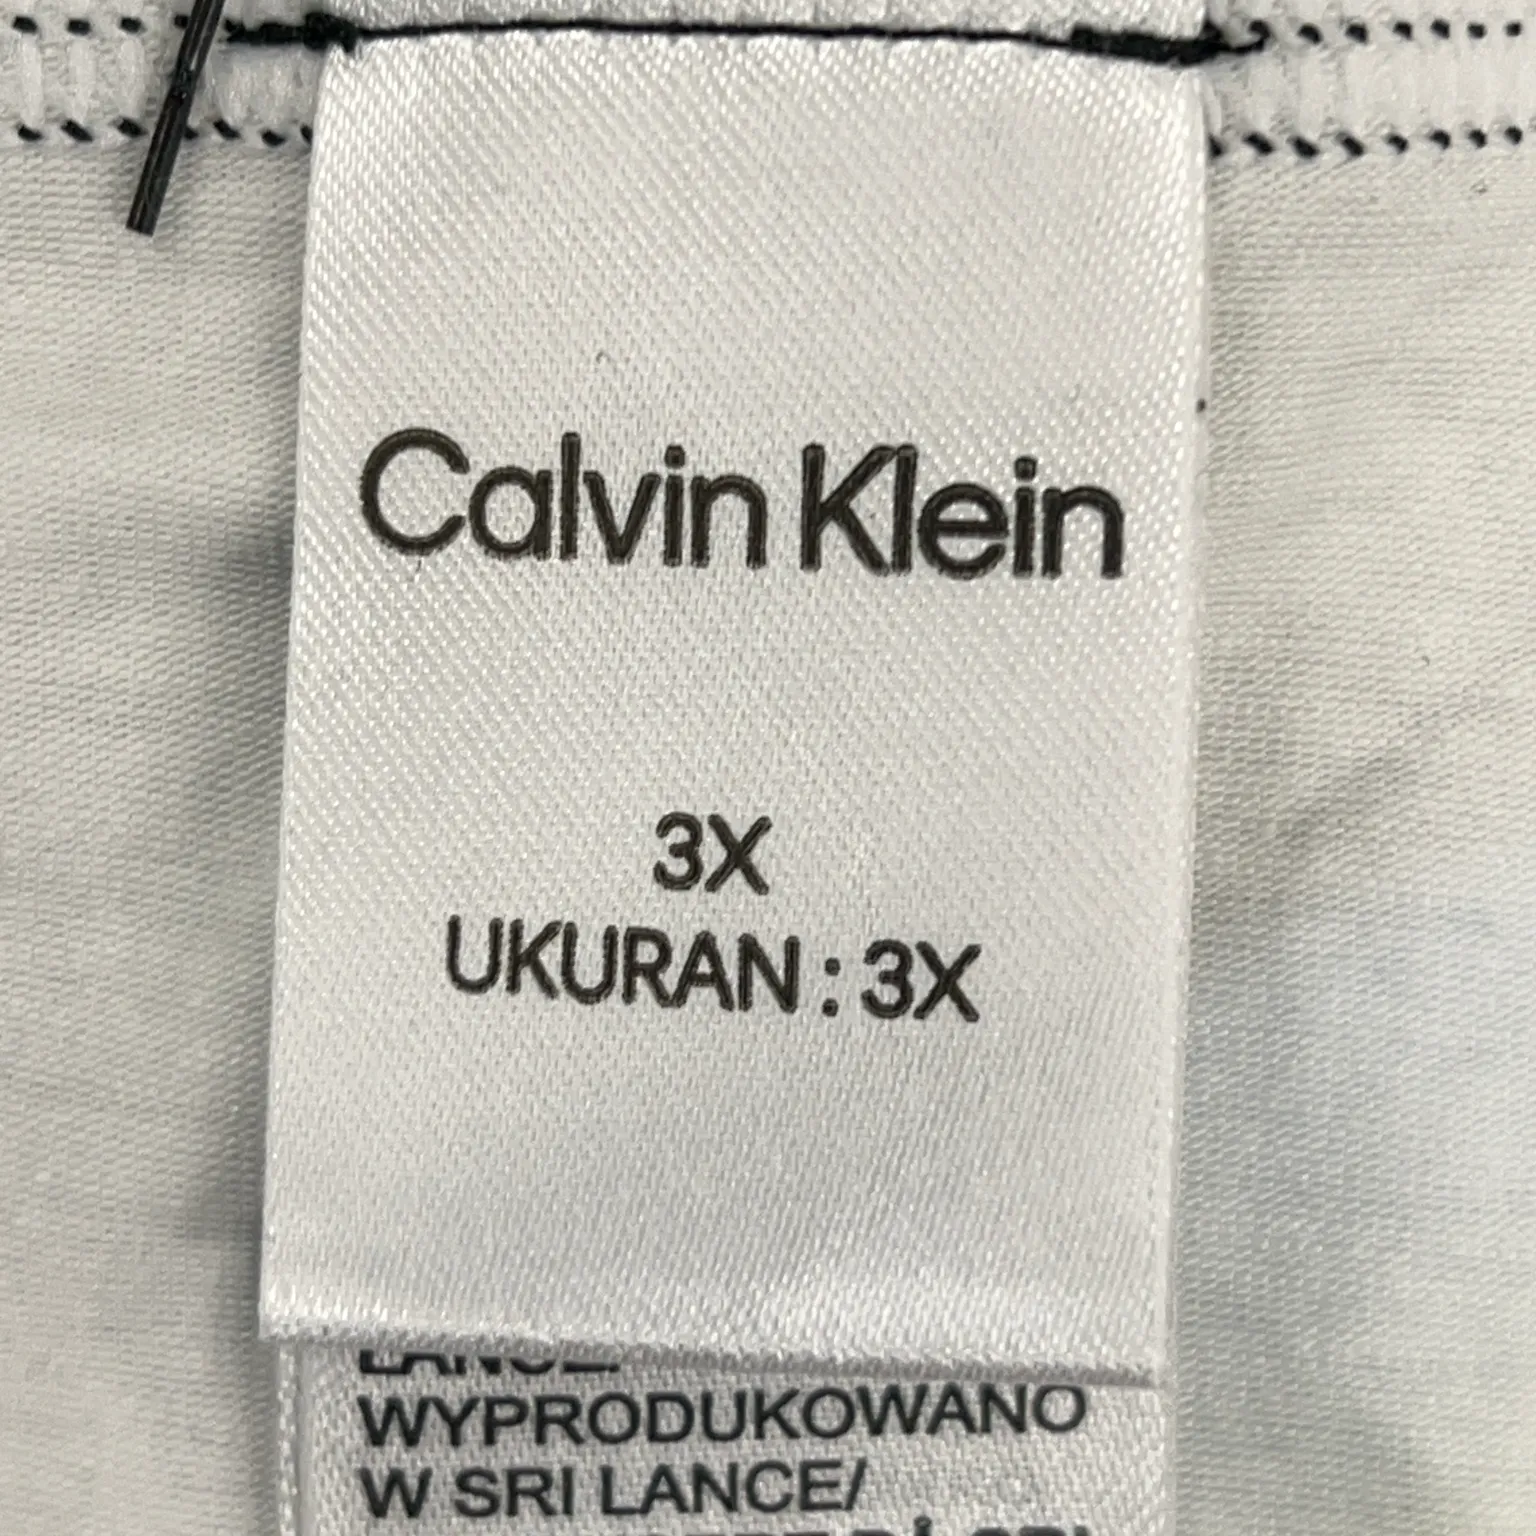 Calvin Klein
3X
UKURAN : 3X
WYPRODUKOWANO
W SRI LANCE/